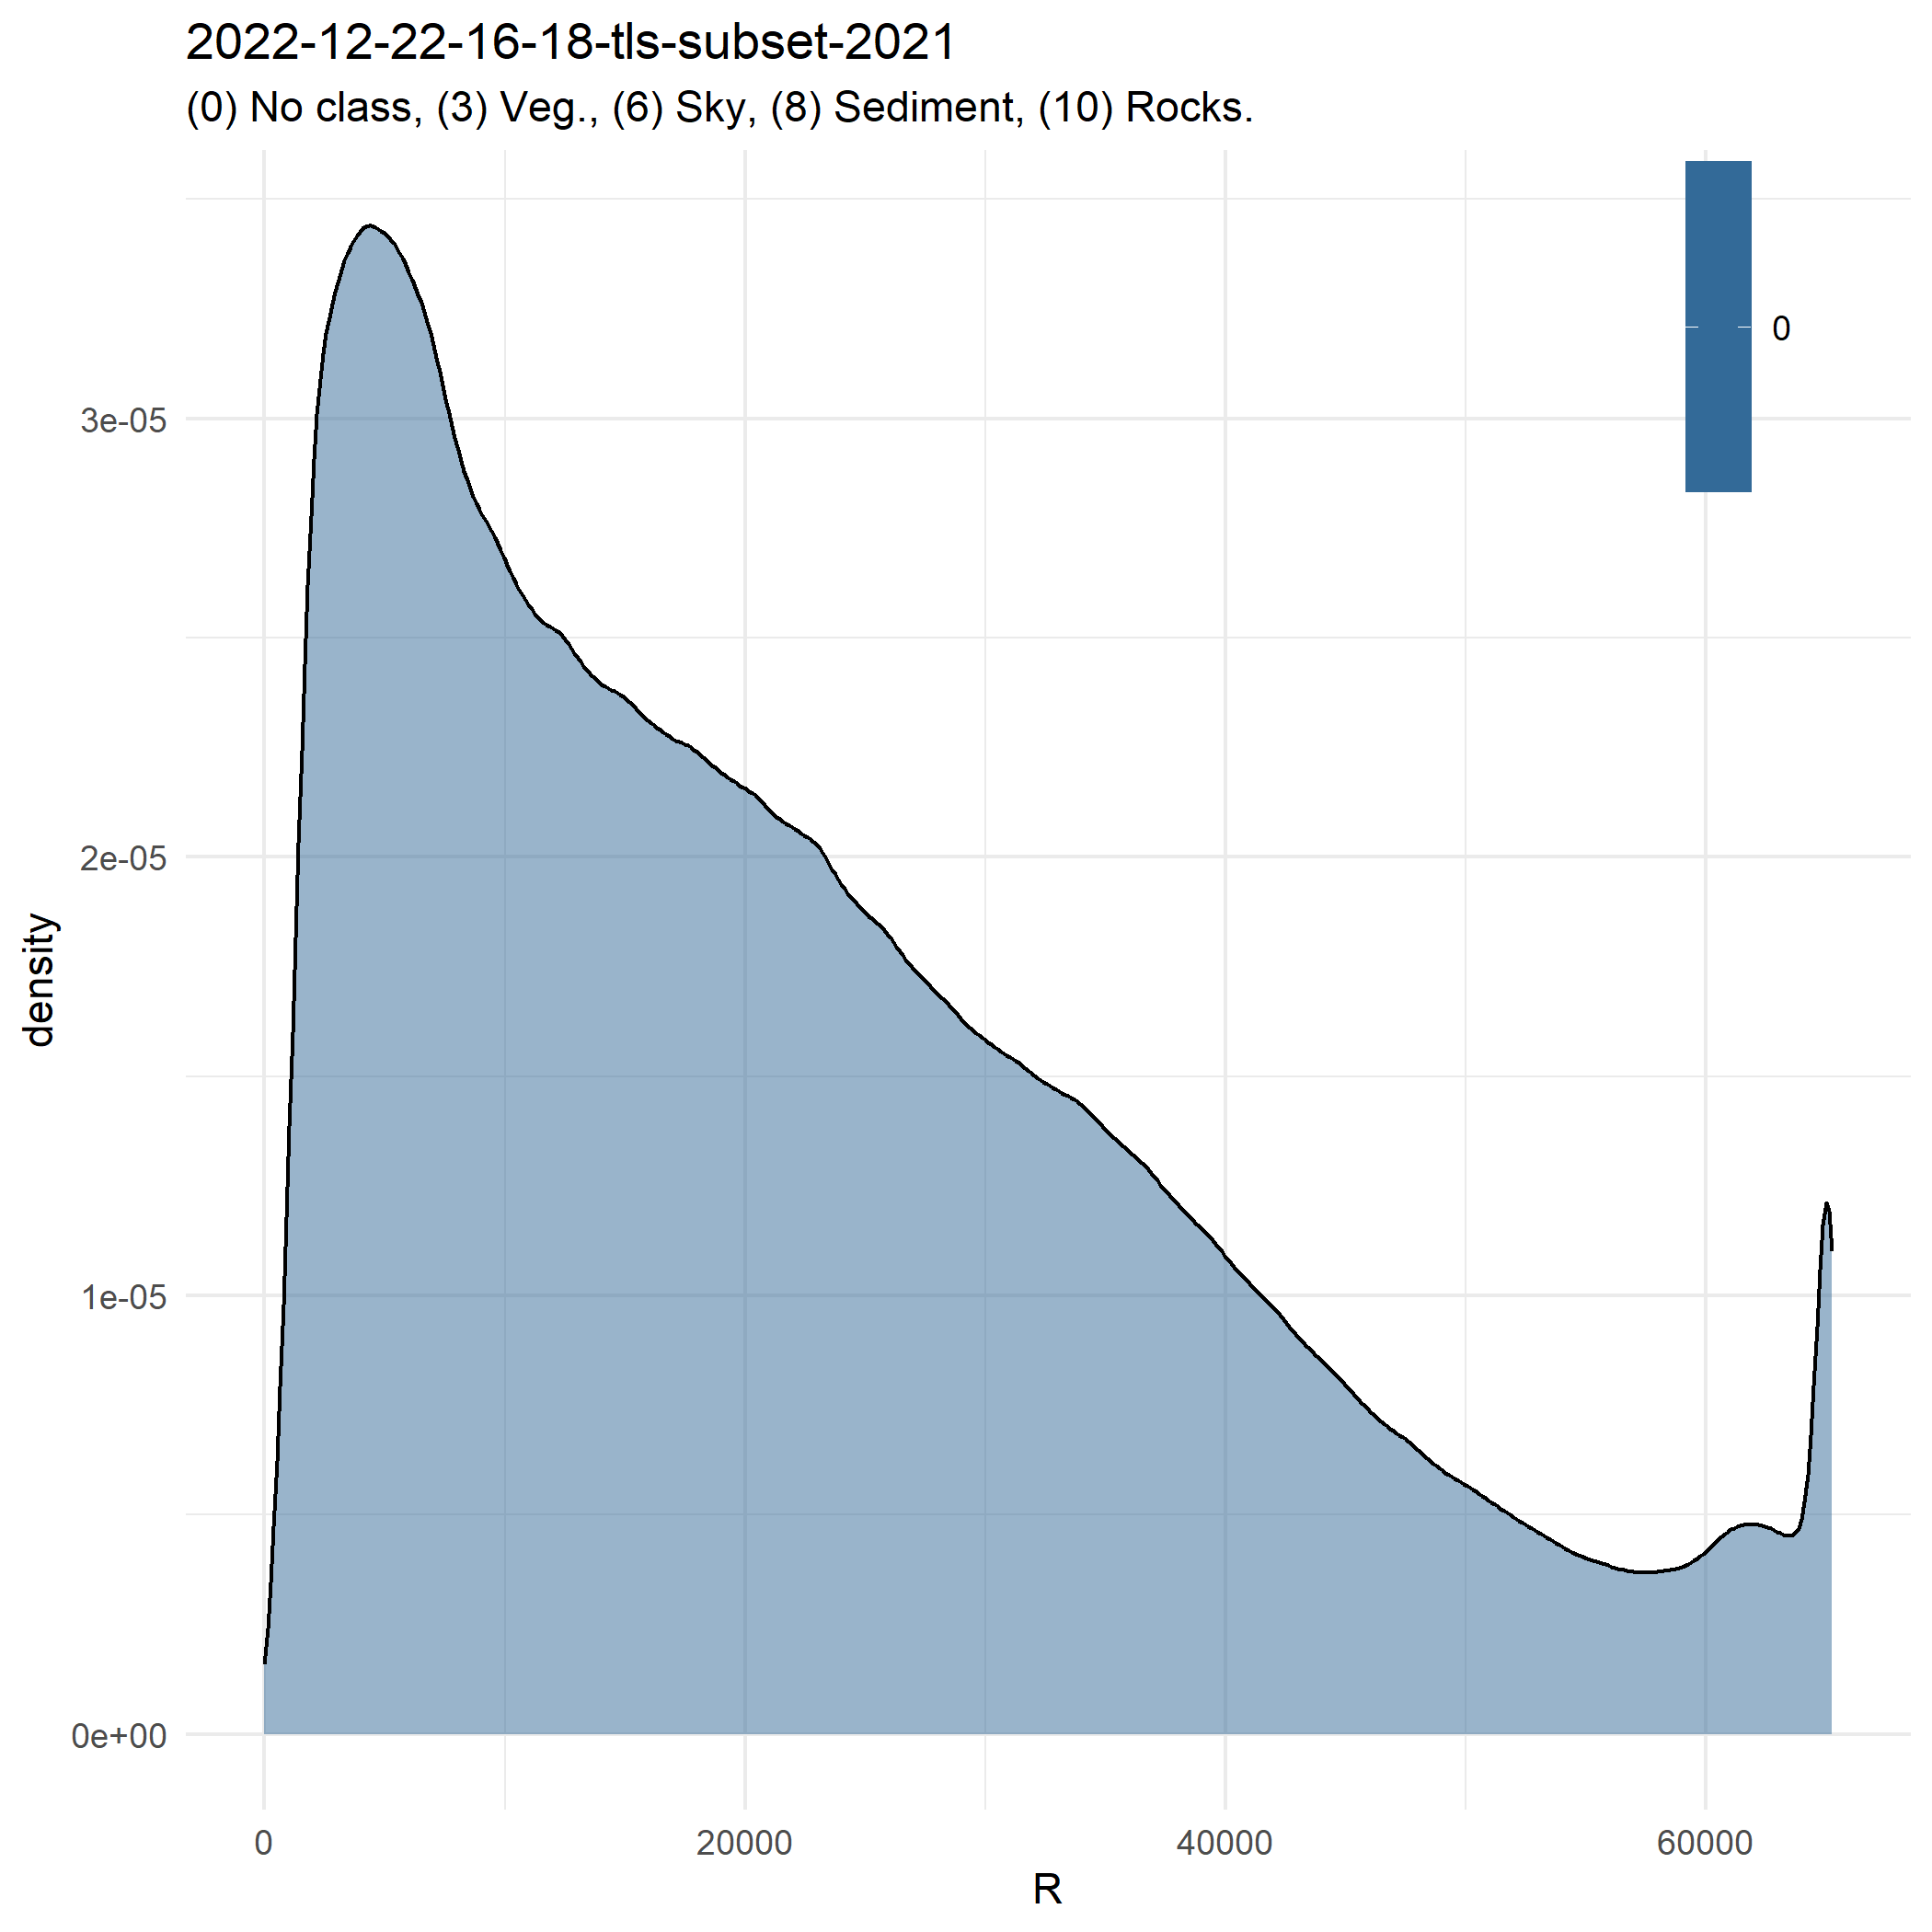 2022-12-22-16-18-tls-subset-2021
(0) No class, (3) Veg., (6) Sky, (8) Sediment, (10) Rocks.
0
3e-05
2e-05
1e-05
0e+00
density
0
20000
40000
60000
R